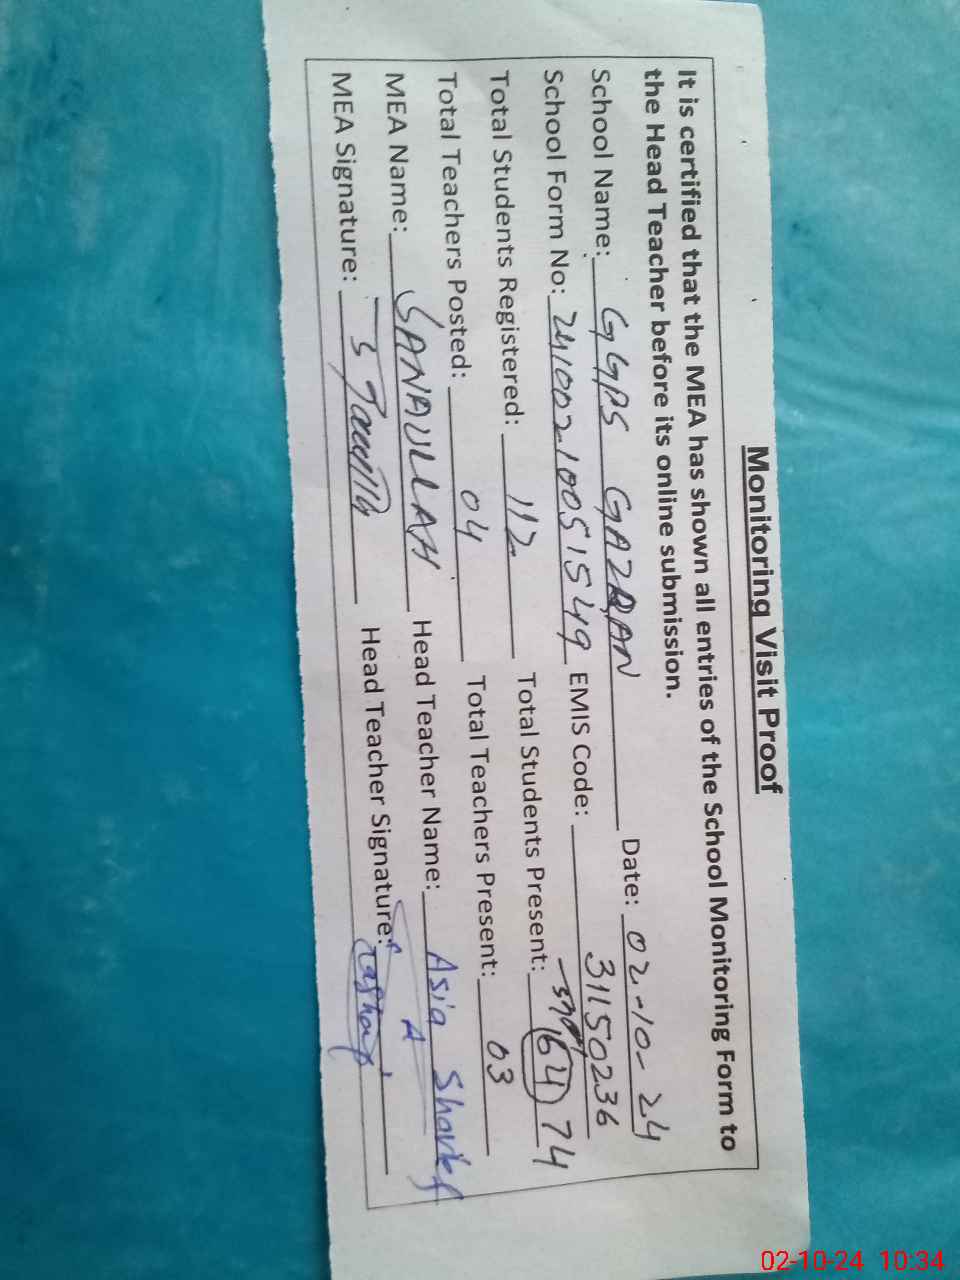 Monitoring Visit Proof
It is certified that the MEA has shown all entries of the School Monitoring Form to
the Head Teacher before its online submission.
School Name: GGPS GAZRAN Date: 02-10-24
School Form No: 24100210051549 EMIS Code: 31150236
Total Students Registered: 112 Total Students Present: 64 74
Total Teachers Posted: 04 Total Teachers Present: 03
MEA Name: SANAULLAH Head Teacher Name: Asia Sharief
MEA Signature: Head Teacher Signature:
02-10-24 10:34